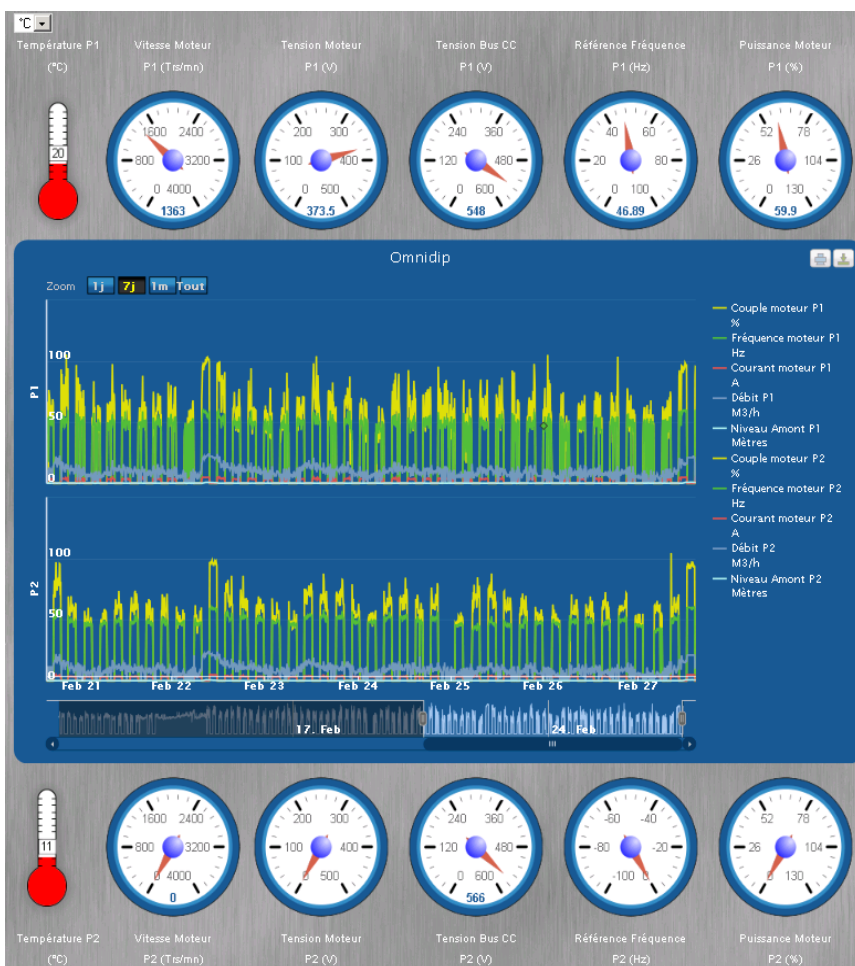 °C
Température P1 Vitesse Moteur Tension Moteur Tension Bus CC Référence Fréquence Puissance Moteur
(°C) P1 (Trs/mn) P1 (V) P1 (V) P1 (Hz) P1 (%)
1600 2400 200 300 240 360 40 60 52 78
20 800 3200 100 400 120 480 20 80 26 104
0 4000 0 500 0 600 0 100 0 130
1363 373.5 548 46.89 59.9
Omnidip
Zoom 1j 7j 1m Tout
Couple moteur P1
%
Fréquence moteur P1
Hz
Courant moteur P1
A
Débit P1
M3/h
Niveau Amont P1
Mètres
Couple moteur P2
%
Fréquence moteur P2
Hz
Courant moteur P2
A
Débit P2
M3/h
Niveau Amont P2
Mètres
100
P1
50
0
100
P2
50
0
Feb 21 Feb 22 Feb 23 Feb 24 Feb 25 Feb 26 Feb 27
17. Feb 24. Feb
1600 2400 200 300 240 360 -60 -40 52 78
11 800 3200 100 400 120 480 -80 -20 26 104
0 4000 0 500 0 600 -100 0 0 130
0 566
Température P2 Vitesse Moteur Tension Moteur Tension Bus CC Référence Fréquence Puissance Moteur
(°C) P2 (Trs/mn) P2 (V) P2 (V) P2 (Hz) P2 (%)